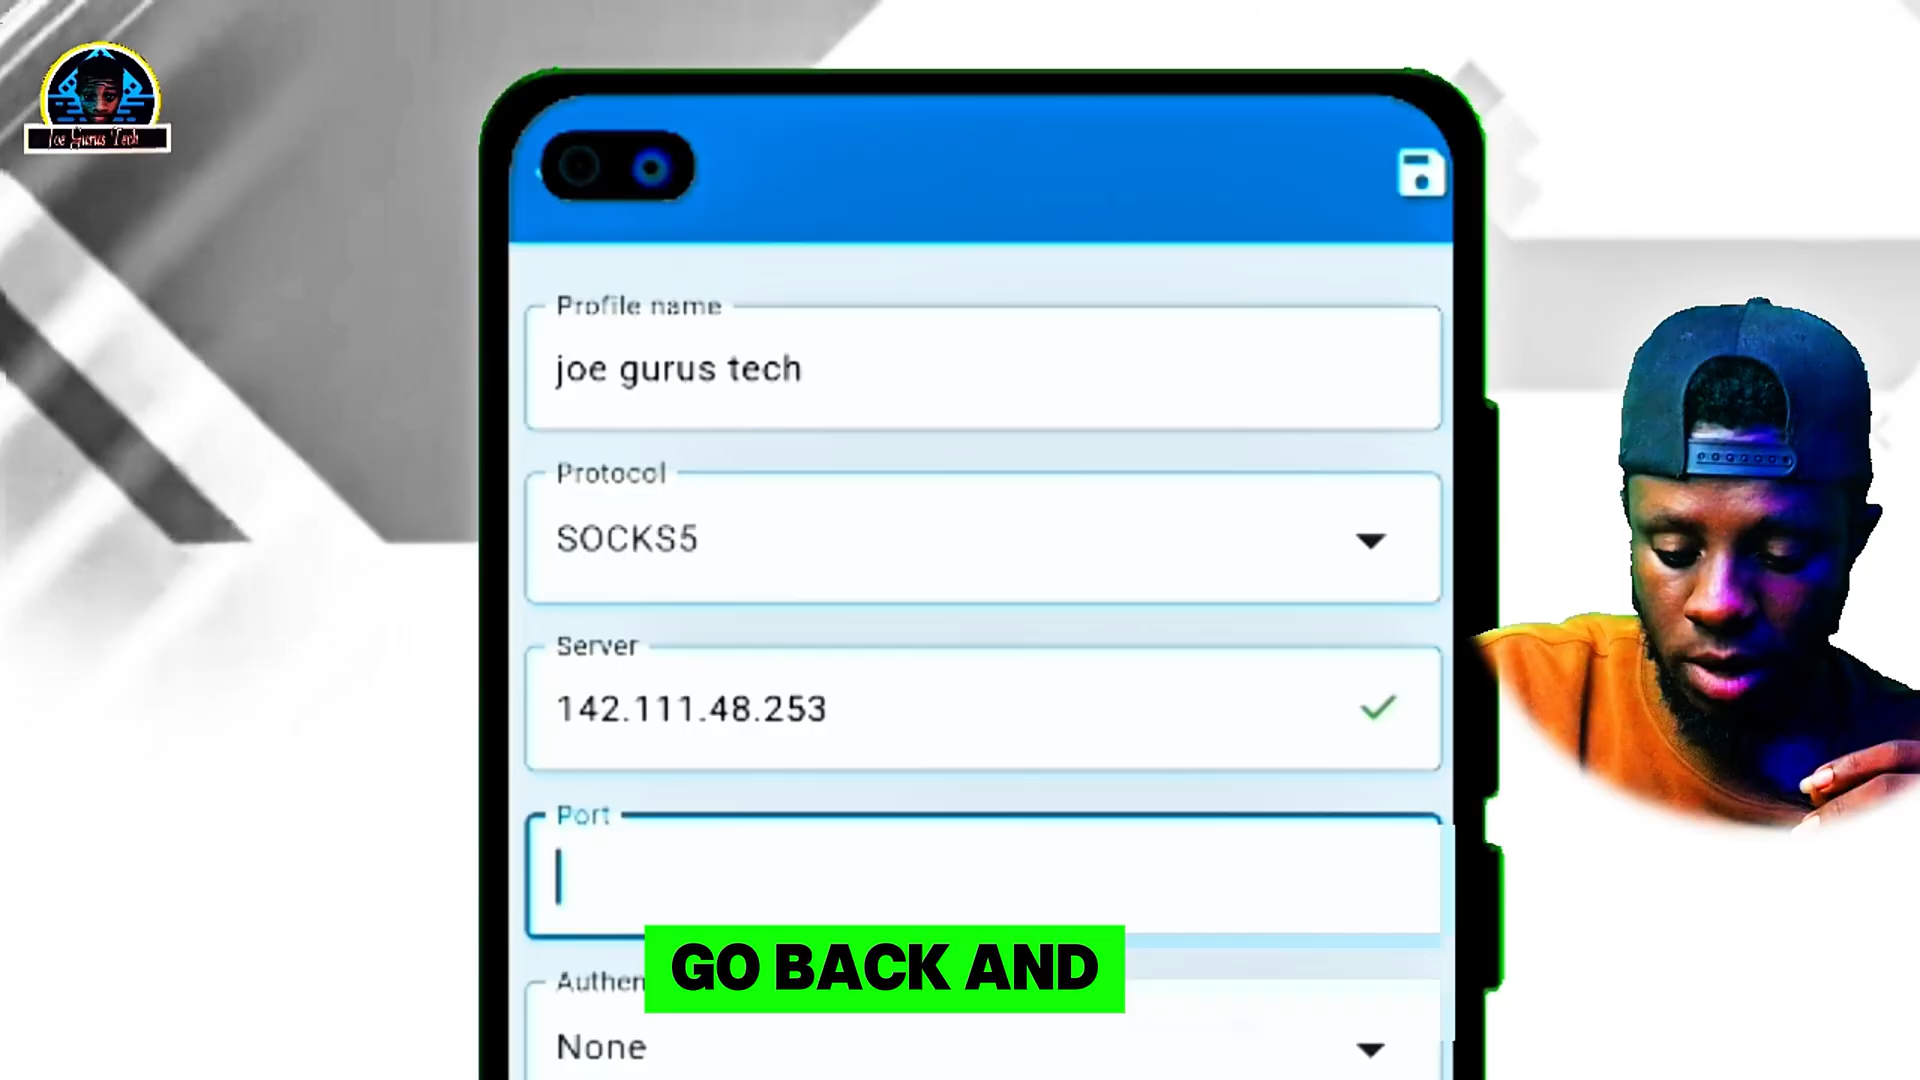 Joe Gurus Tech
Profile name
joe gurus tech
Protocol
SOCKS5
Server
142.111.48.253
Port
GO BACK AND
Authen
None